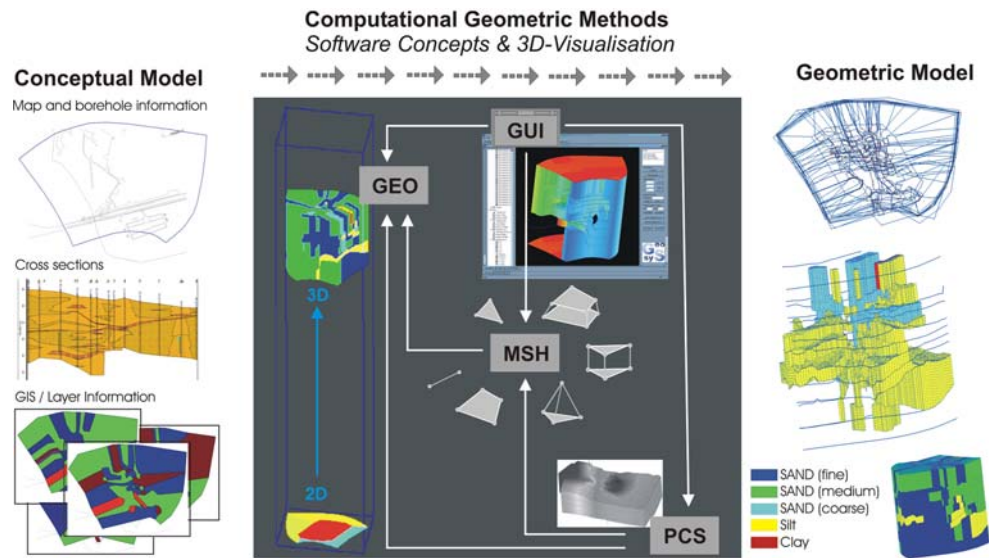 Computational Geometric Methods
Software Concepts & 3D-Visualisation
Conceptual Model
Map and borehole information
Cross sections
GIS / Layer Information
GUI
GEO
3D
MSH
2D
PCS
Geometric Model
SAND (fine)
SAND (medium)
SAND (coarse)
Silt
Clay